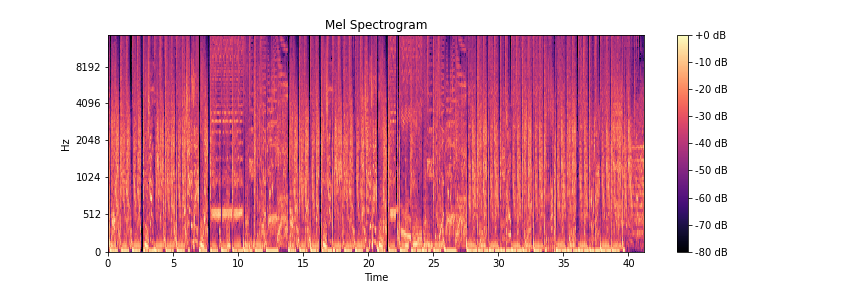 Mel Spectrogram
8192
4096
2048
1024
512
0
Hz
0 5 10 15 20 25 30 35 40
Time
+0 dB
-10 dB
-20 dB
-30 dB
-40 dB
-50 dB
-60 dB
-70 dB
-80 dB